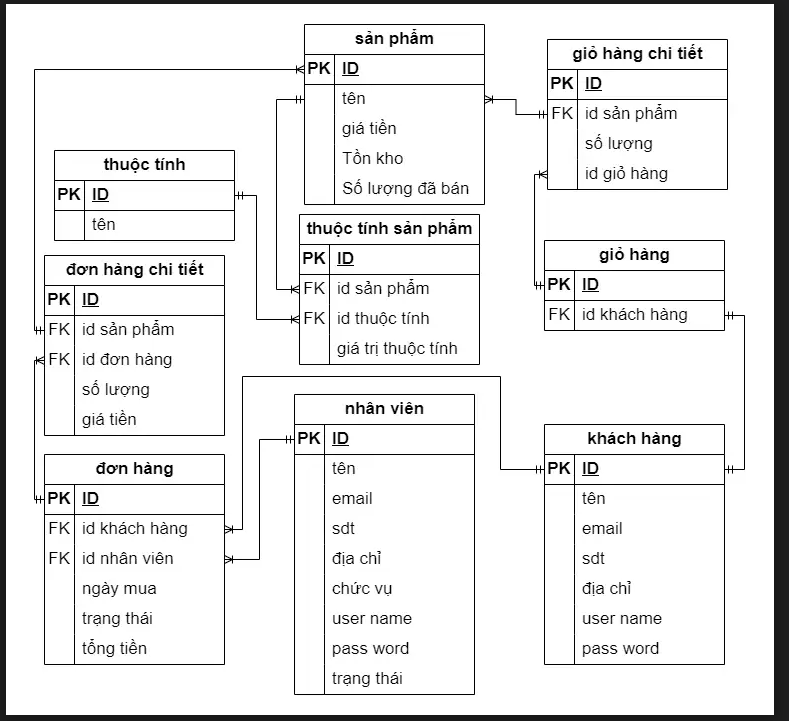 sản phẩm
PK ID
tên
giá tiền
Tồn kho
Số lượng đã bán
giỏ hàng chi tiết
PK ID
FK id sản phẩm
số lượng
id giỏ hàng
thuộc tính
PK ID
tên
thuộc tính sản phẩm
PK ID
FK id sản phẩm
FK id thuộc tính
giá trị thuộc tính
giỏ hàng
PK ID
FK id khách hàng
đơn hàng chi tiết
PK ID
FK id sản phẩm
FK id đơn hàng
số lượng
giá tiền
nhân viên
PK ID
tên
email
sdt
địa chỉ
chức vụ
user name
pass word
trạng thái
khách hàng
PK ID
tên
email
sdt
địa chỉ
user name
pass word
đơn hàng
PK ID
FK id khách hàng
FK id nhân viên
ngày mua
trạng thái
tổng tiền